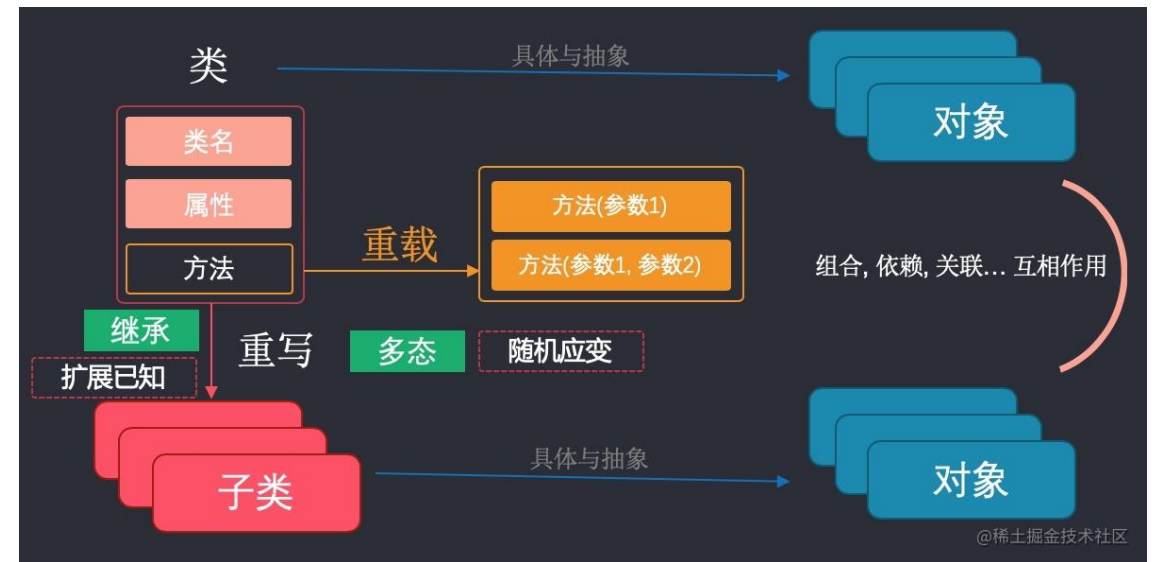 类
具体与抽象
对象
类名
属性
方法
重载
方法(参数1)
方法(参数1, 参数2)
组合, 依赖, 关联... 互相作用
继承
重写
多态
随机应变
扩展已知
子类
具体与抽象
对象
@稀土掘金技术社区